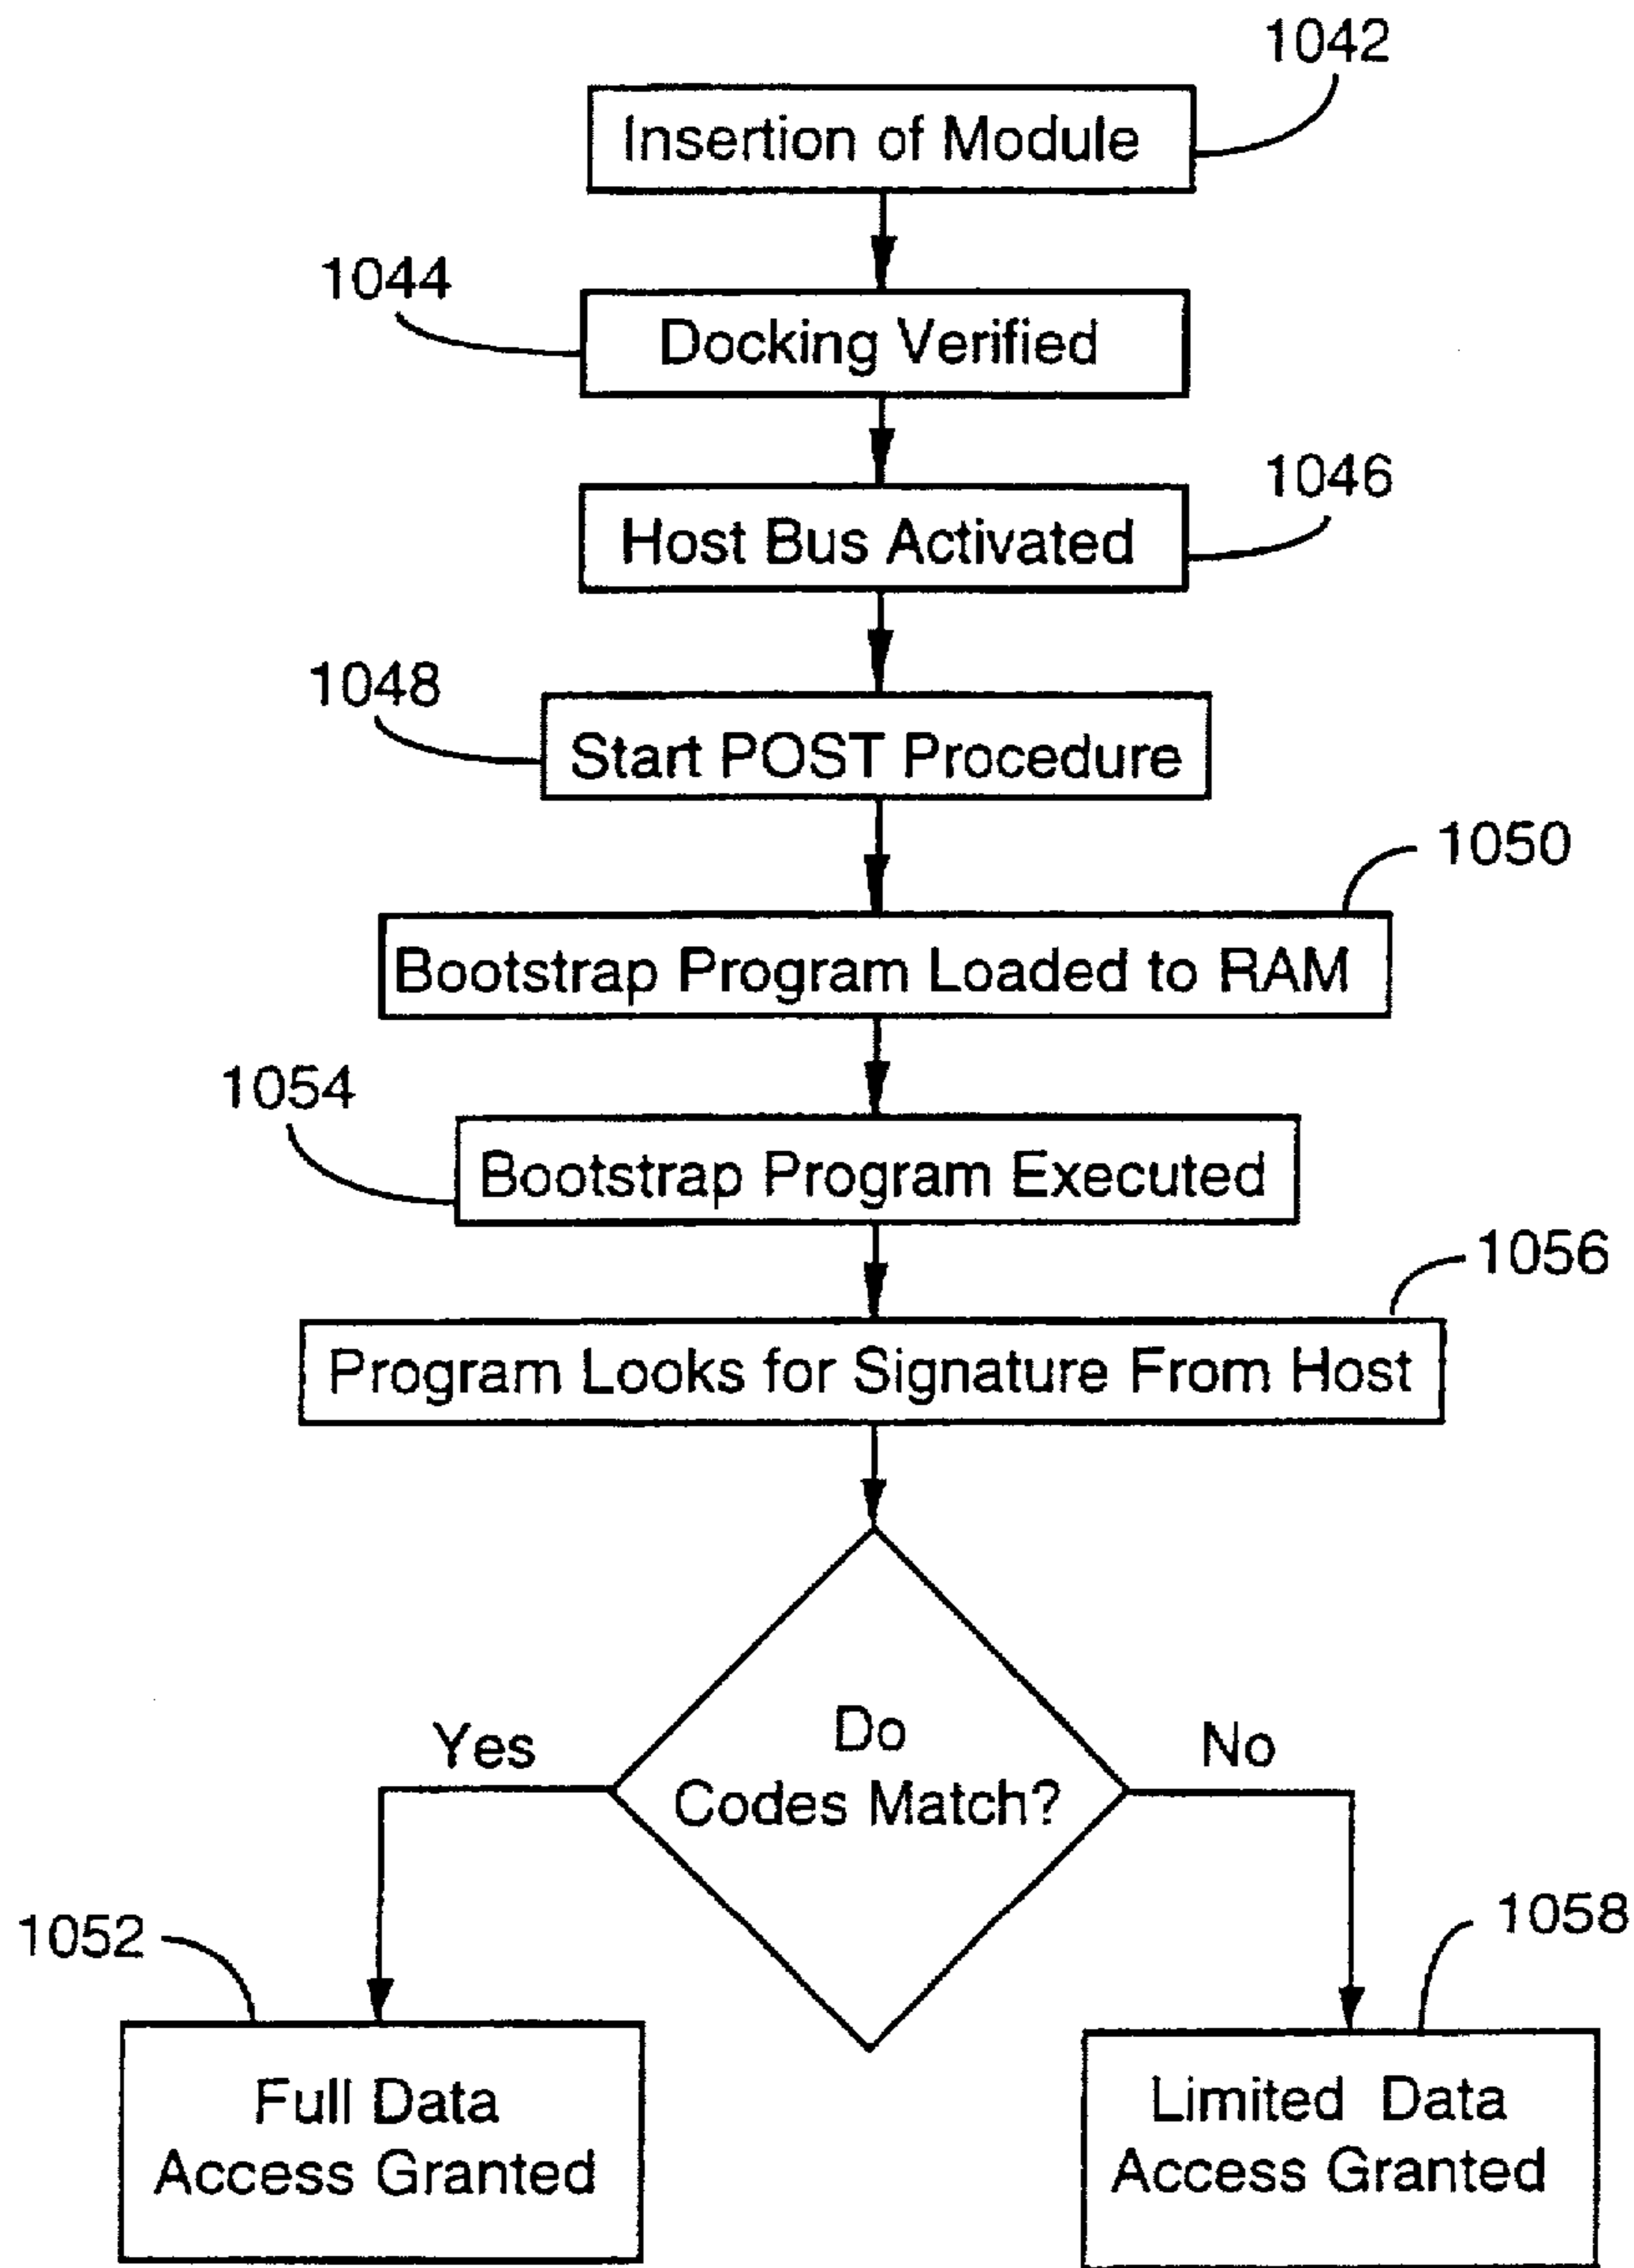 1042
Insertion of Module
1044
Docking Verified
1046
Host Bus Activated
1048
Start POST Procedure
1050
Bootstrap Program Loaded to RAM
1054
Bootstrap Program Executed
1056
Program Looks for Signature From Host
Do
Codes Match?
Yes
No
1052
1058
Full Data
Access Granted
Limited Data
Access Granted